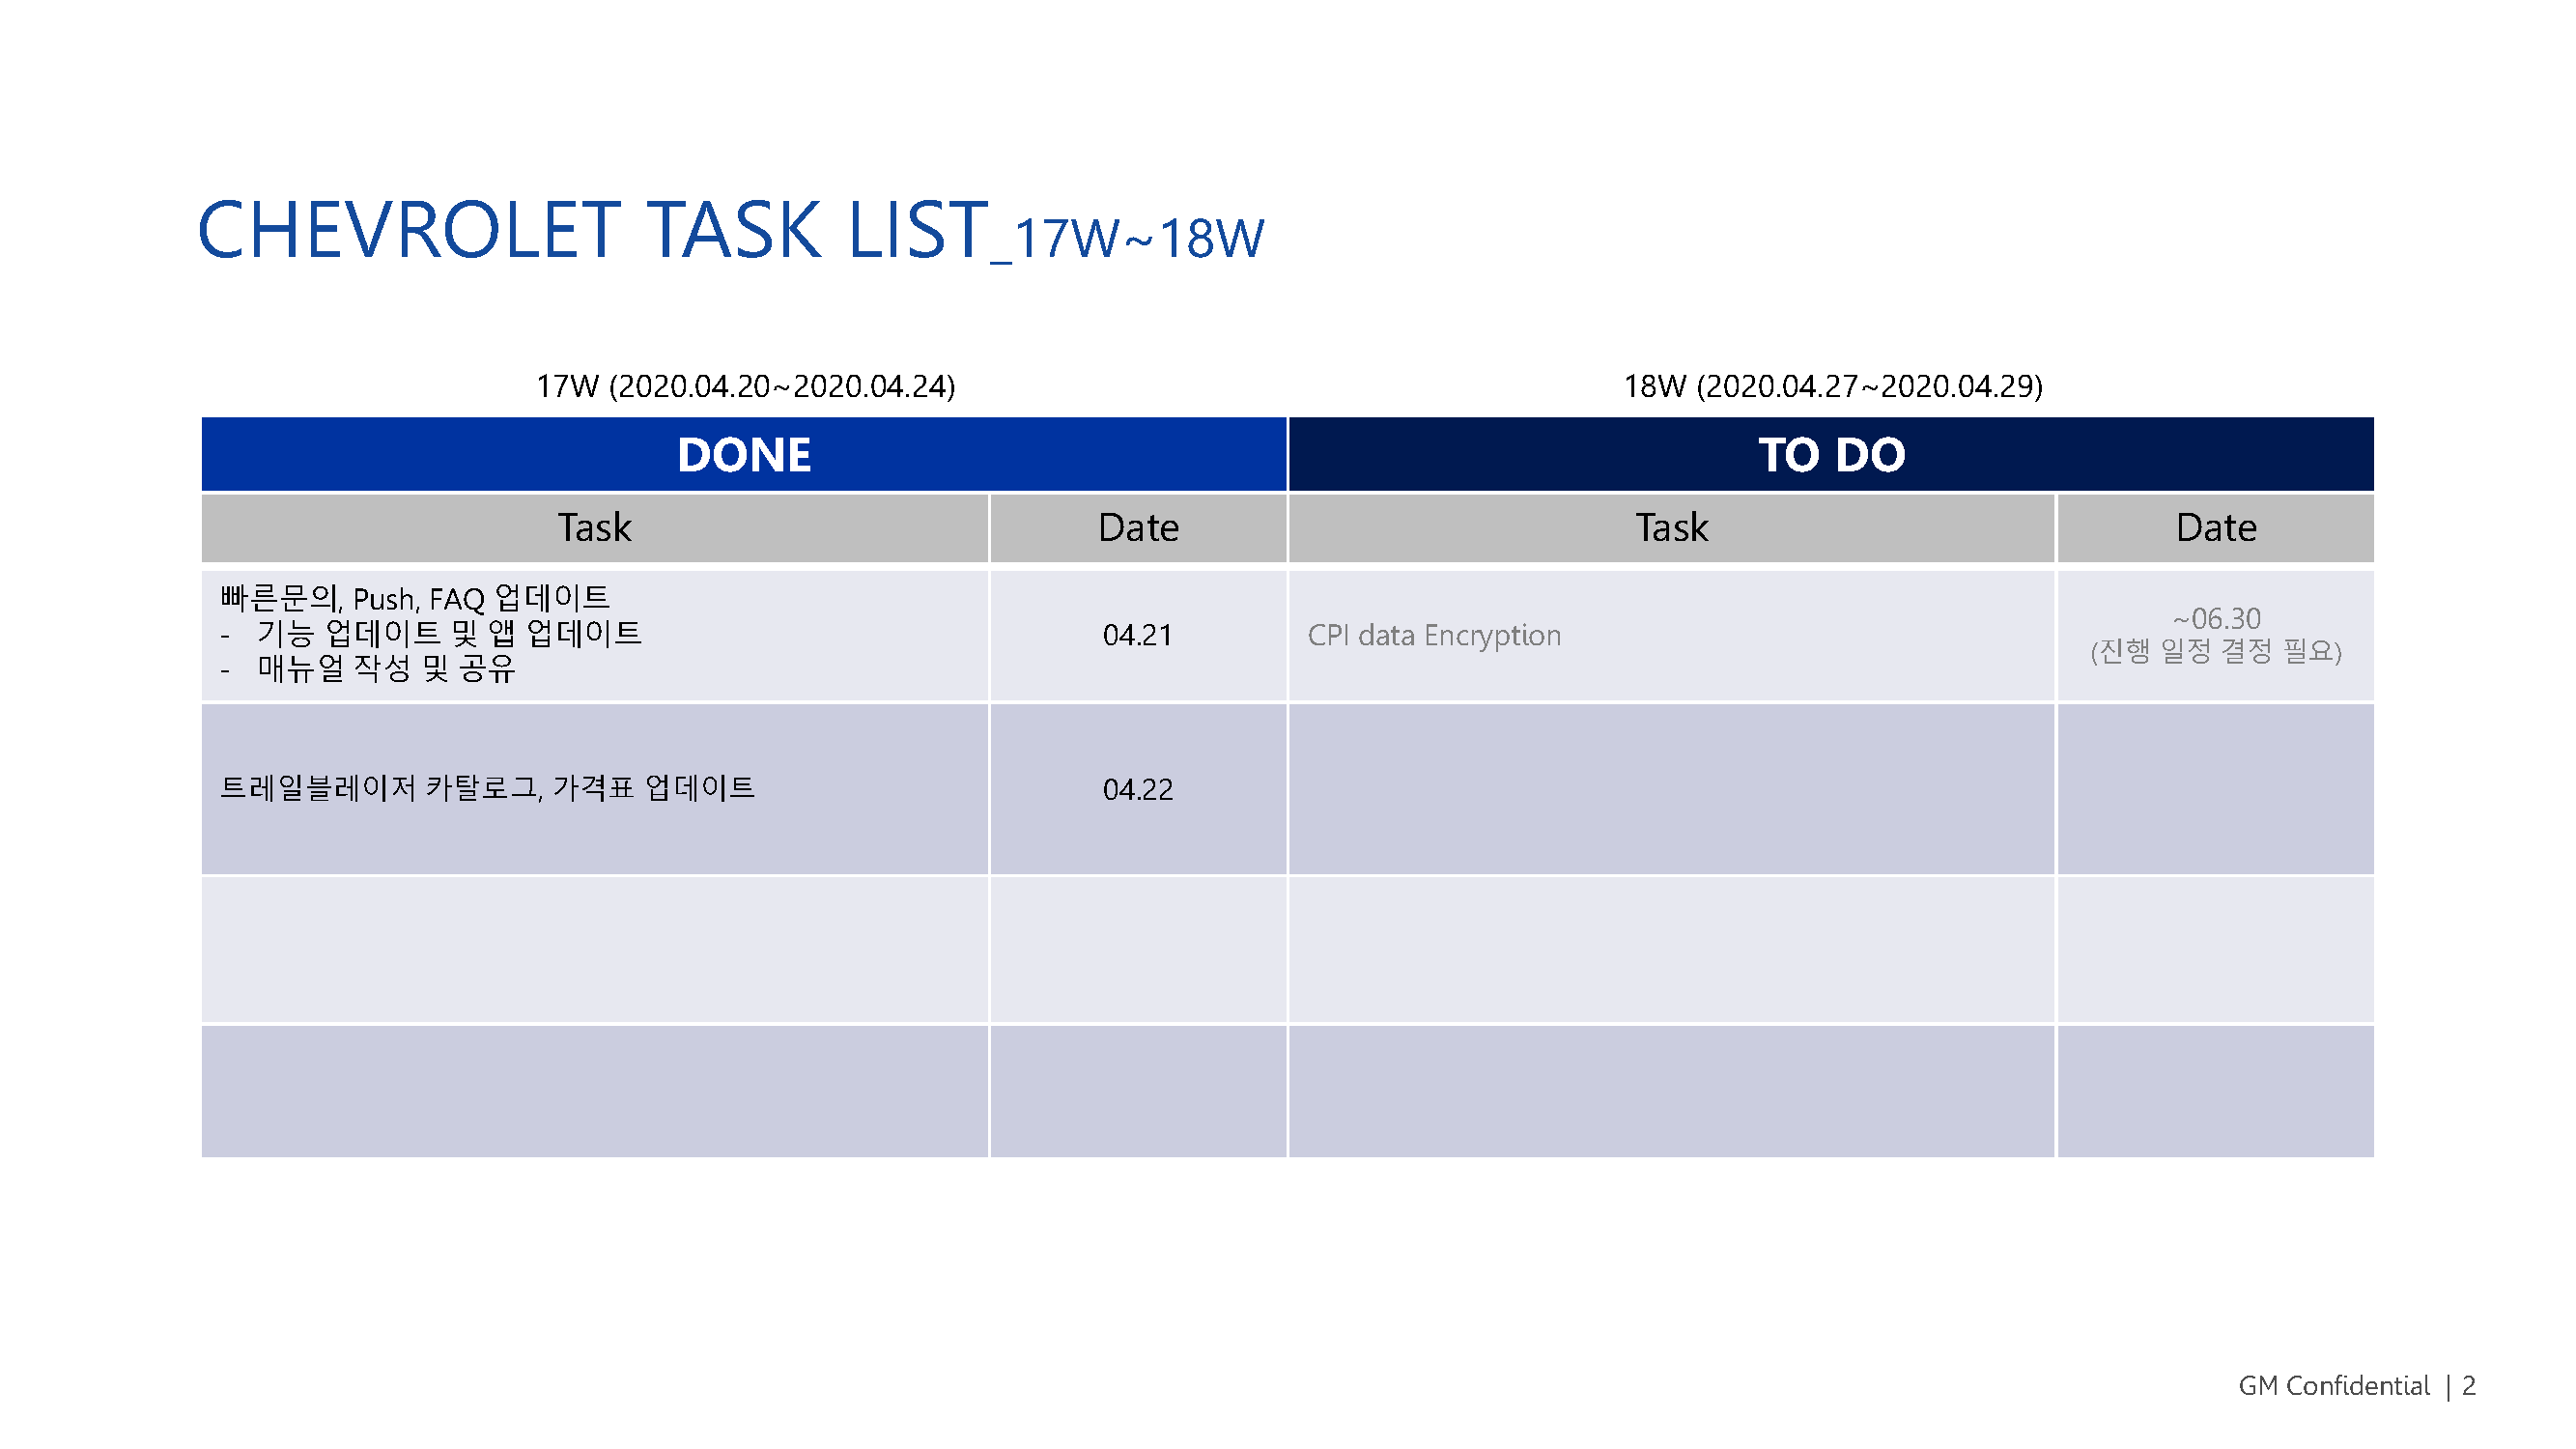 CHEVROLET TASK LIST_17W~18W
17W (2020.04.20~2020.04.24)
18W (2020.04.27~2020.04.29)
DONE
TO DO
Task
Date
Task
Date
빠른문의, Push, FAQ 업데이트
- 기능 업데이트 및 앱 업데이트
- 매뉴얼 작성 및 공유
04.21
CPI data Encryption
~06.30
(진행 일정 결정 필요)
트레일블레이저 카탈로그, 가격표 업데이트
04.22
GM Confidential | 2